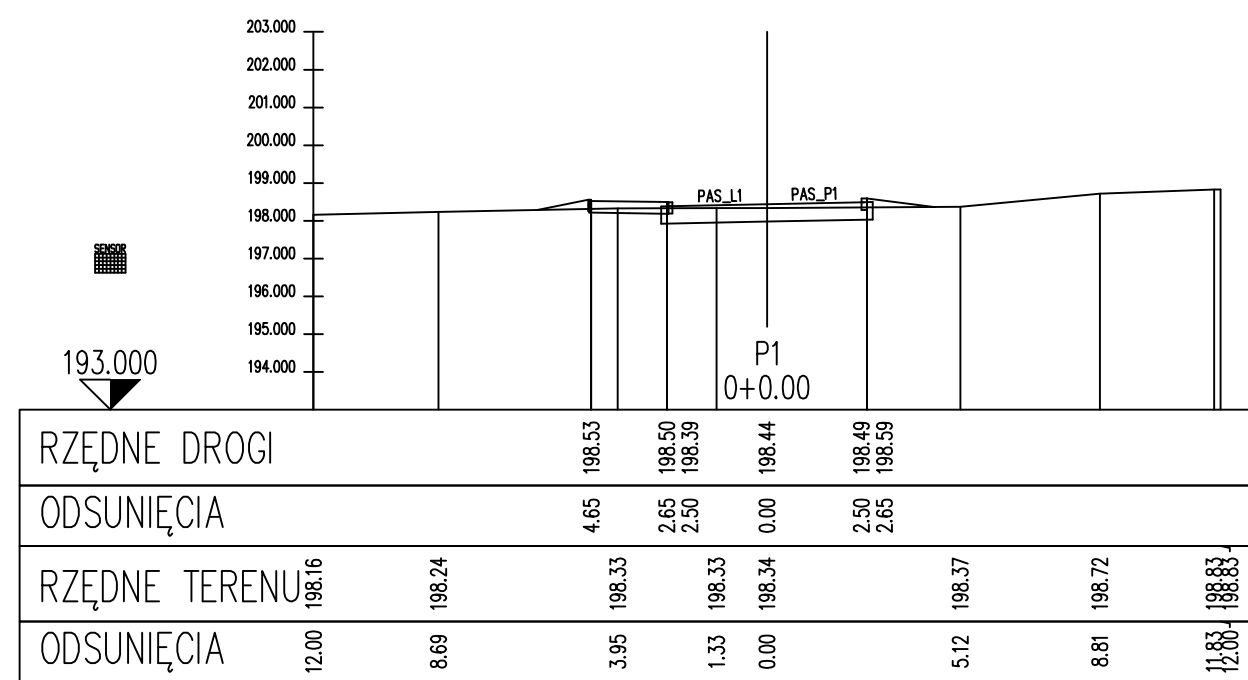 203.000
202.000
201.000
200.000
199.000
198.000
197.000
196.000
195.000
194.000
PAS_L1 PAS_P1
SENSOR
193.000
P1
0+0.00
RZĘDNE DROGI 198.53 198.50 198.39 198.44 198.49 198.59
ODSUNIĘCIA 4.65 2.65 2.50 0.00 2.50 2.65
RZĘDNE TERENU 198.16 198.24 198.33 198.33 198.34 198.37 198.72 198.83 198.83
ODSUNIĘCIA 12.00 8.69 3.95 1.33 0.00 5.12 8.81 11.83 12.00